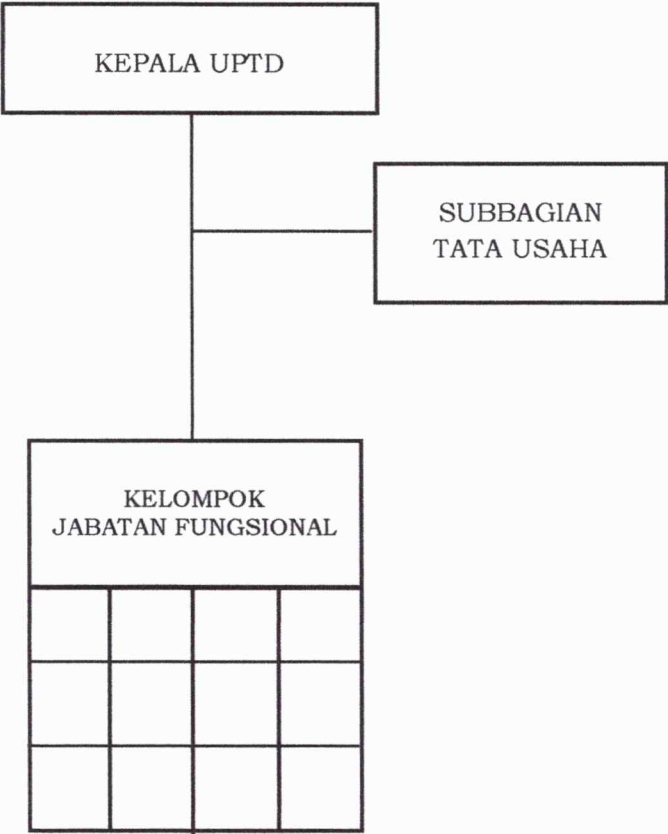 KEPALA UPTD
SUBBAGIAN
TATA USAHA
KELOMPOK
JABATAN FUNGSIONAL